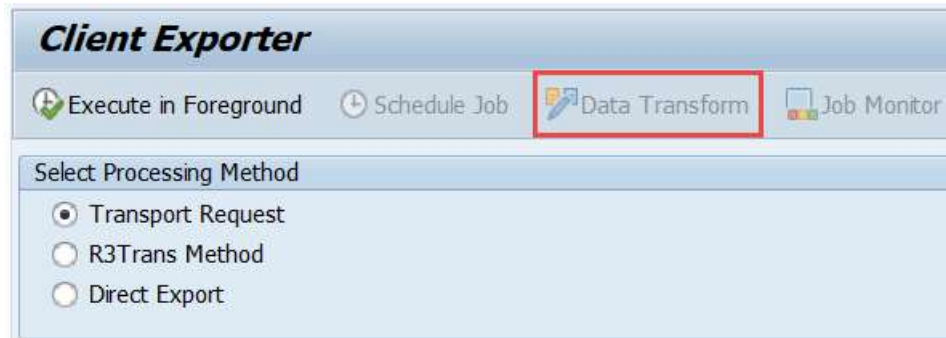 Client Exporter
Execute in Foreground Schedule Job Data Transform Job Monitor
Select Processing Method
Transport Request
R3Trans Method
Direct Export